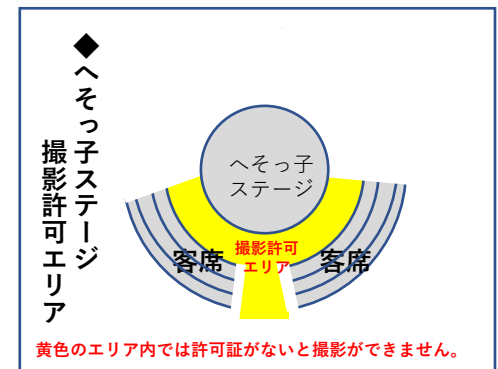 ◆へそっ子ステージ
撮影許可エリア
へそっ子
ステージ
客席
撮影許可
エリア
客席
黄色のエリア内では許可証がないと撮影ができません。